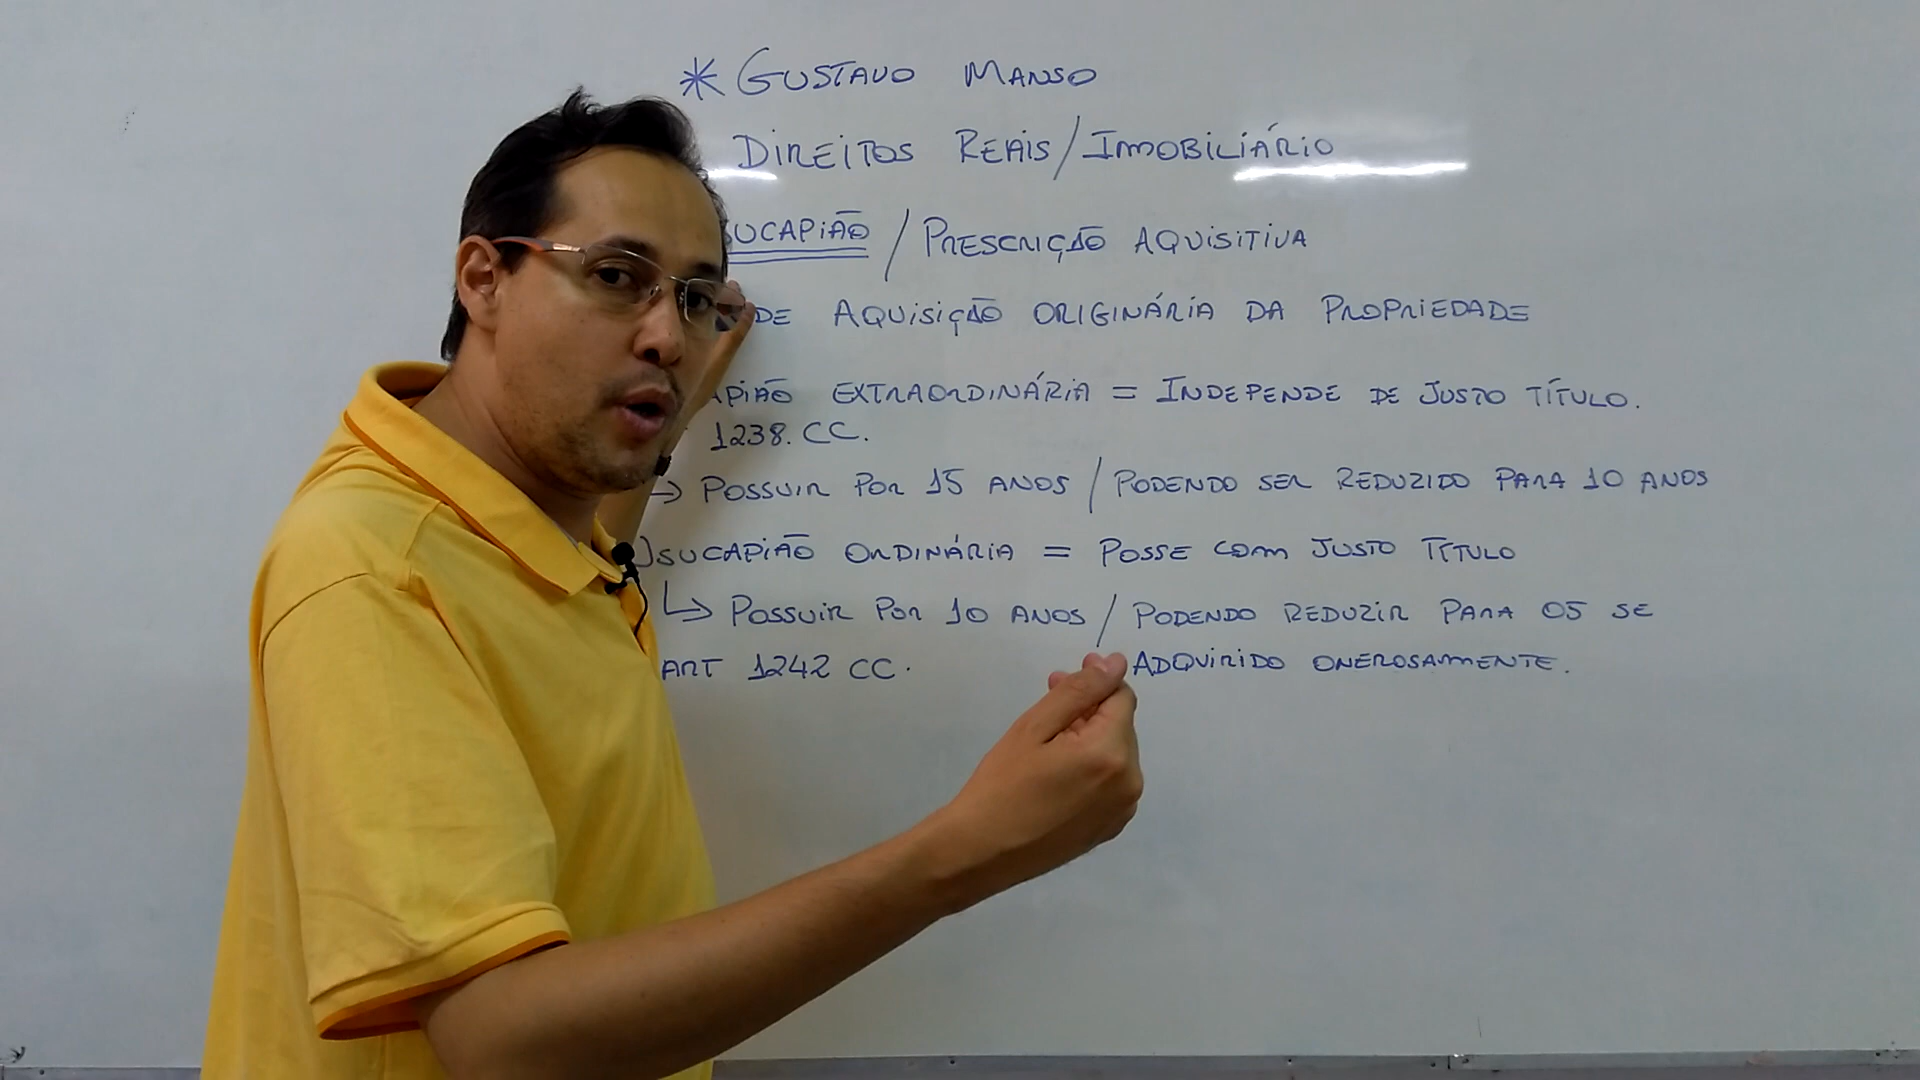 * GUSTAVO MANSO
DIREITOS REAIS / IMOBILIÁRIO
SUCAPIÃO / PRESCRIÇÃO AQUISITIVA
DE AQUISIÇÃO ORIGINÁRIA DA PROPRIEDADE
APIÃO EXTRAORDINÁRIA = INDEPENDE DE JUSTO TÍTULO.
1238. CC.
→ POSSUIR POR 15 ANOS / PODENDO SER REDUZIDO PARA 10 ANOS
USUCAPIÃO ORDINÁRIA = POSSE COM JUSTO TÍTULO
↳ POSSUIR POR 10 ANOS / PODENDO REDUZIR PARA 05 SE
ART 1242 CC. ADQUIRIDO ONEROSAMENTE.